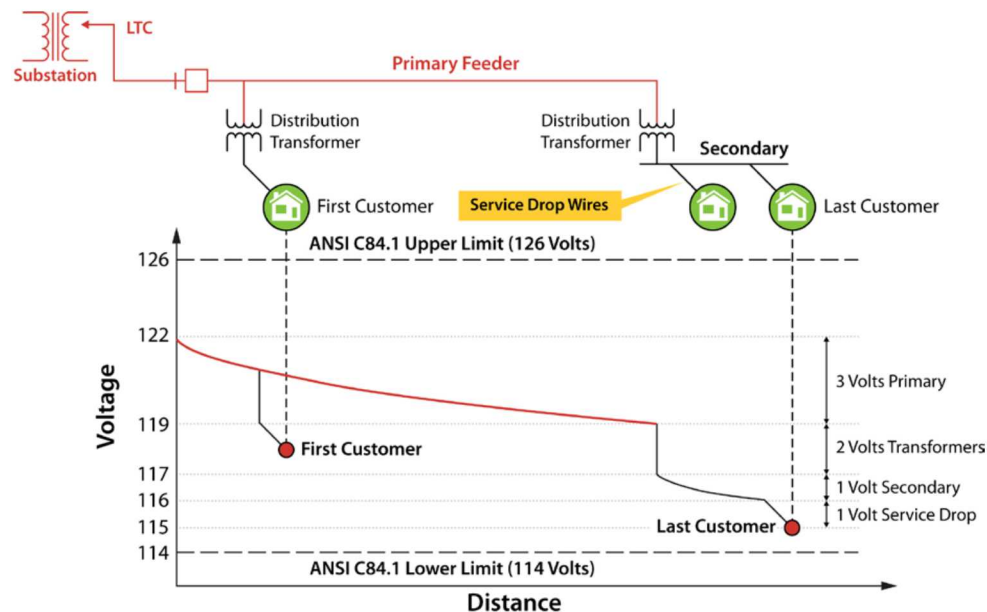 LTC
Substation
Primary Feeder
Distribution
Transformer
Distribution
Transformer
Secondary
Service Drop Wires
First Customer
Last Customer
ANSI C84.1 Upper Limit (126 Volts)
126
122
3 Volts Primary
119
First Customer
2 Volts Transformers
117
1 Volt Secondary
116
1 Volt Service Drop
115
Last Customer
114
ANSI C84.1 Lower Limit (114 Volts)
Voltage
Distance